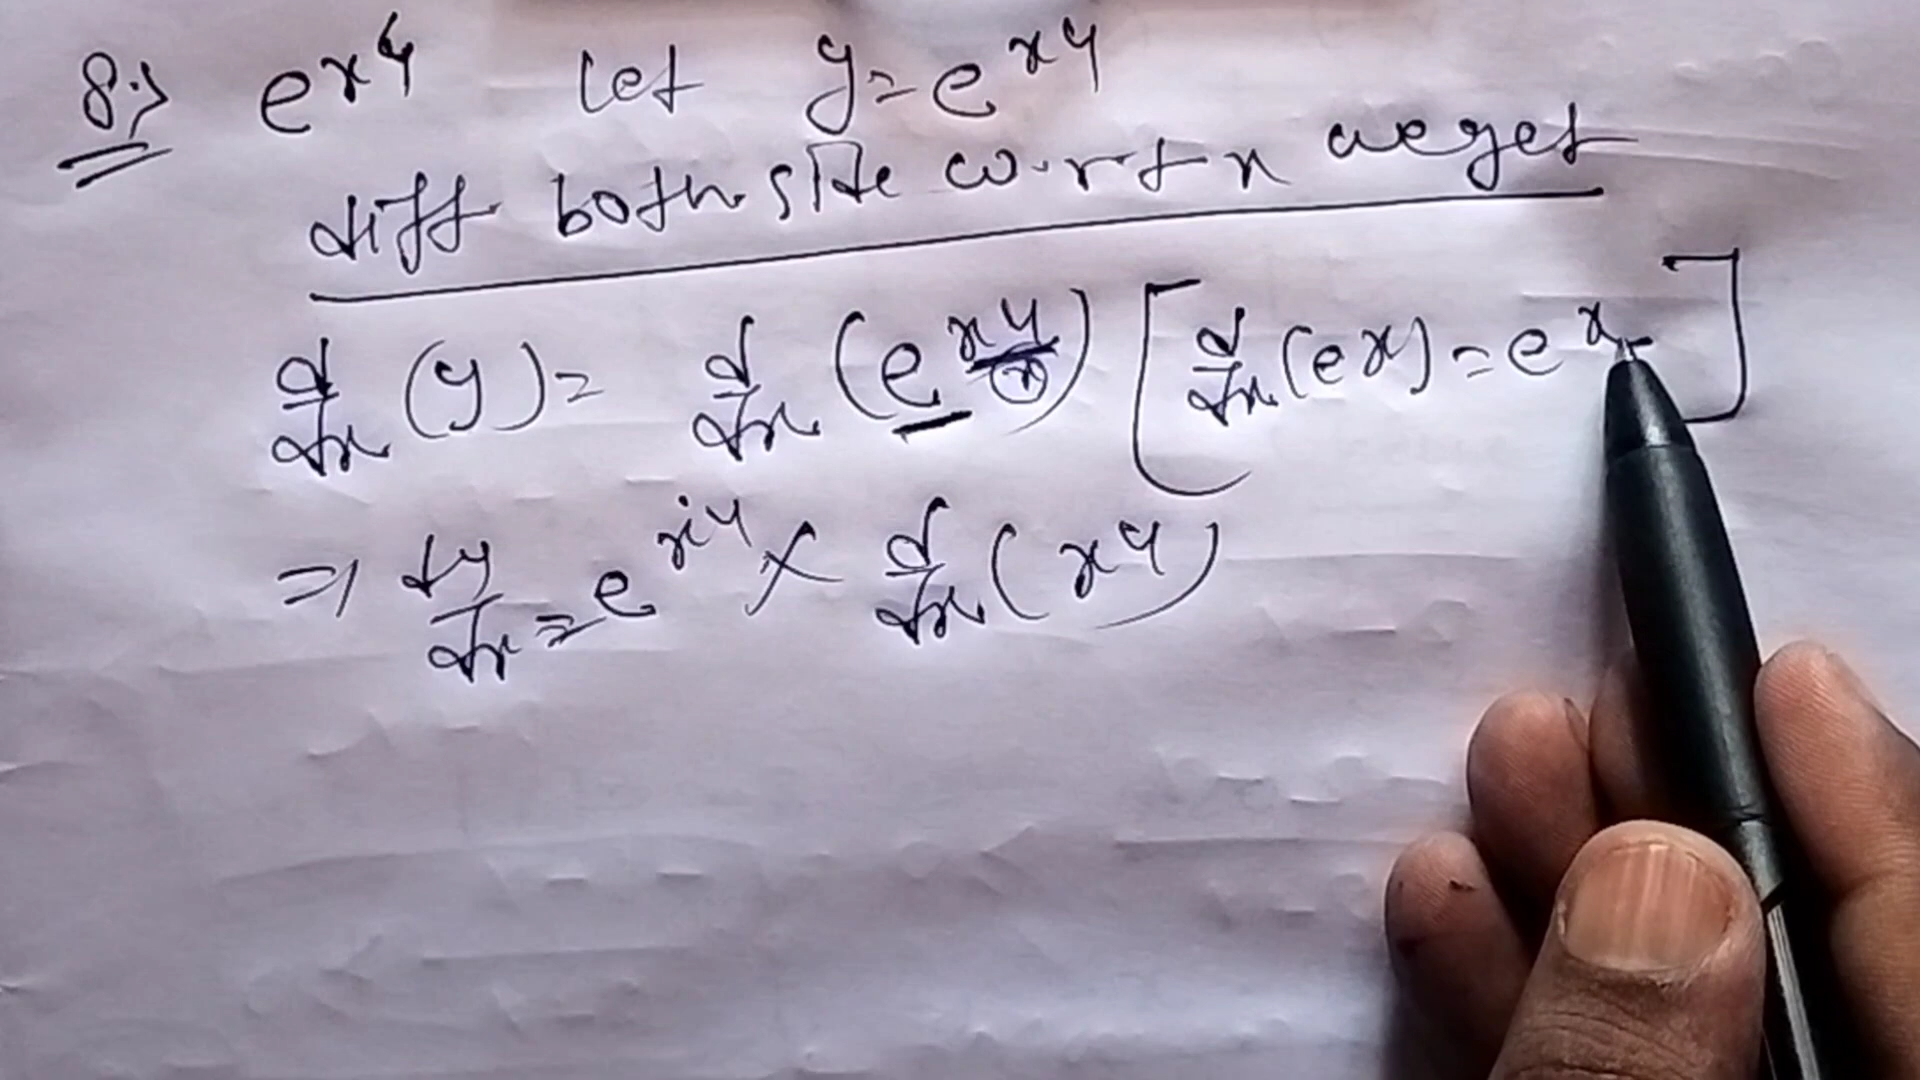 8.> e^x^4 Let y = e^x^4
diff both side w.r.t x we get
d/dx (y) = d/dx (e^x^4) [d/dx (e^x) = e^x]
⇒ dy/dx = e^x^4 × d/dx (x^4)